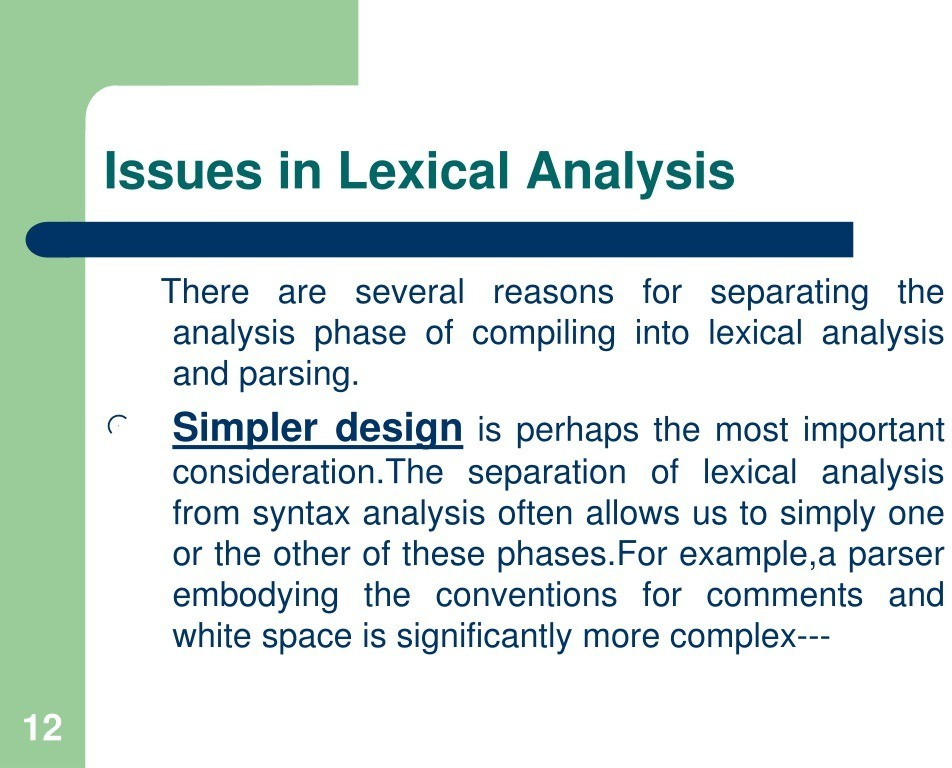 Issues in Lexical Analysis
There are several reasons for separating the
analysis phase of compiling into lexical analysis
and parsing.
Simpler design is perhaps the most important
consideration.The separation of lexical analysis
from syntax analysis often allows us to simply one
or the other of these phases.For example,a parser
embodying the conventions for comments and
white space is significantly more complex---
12